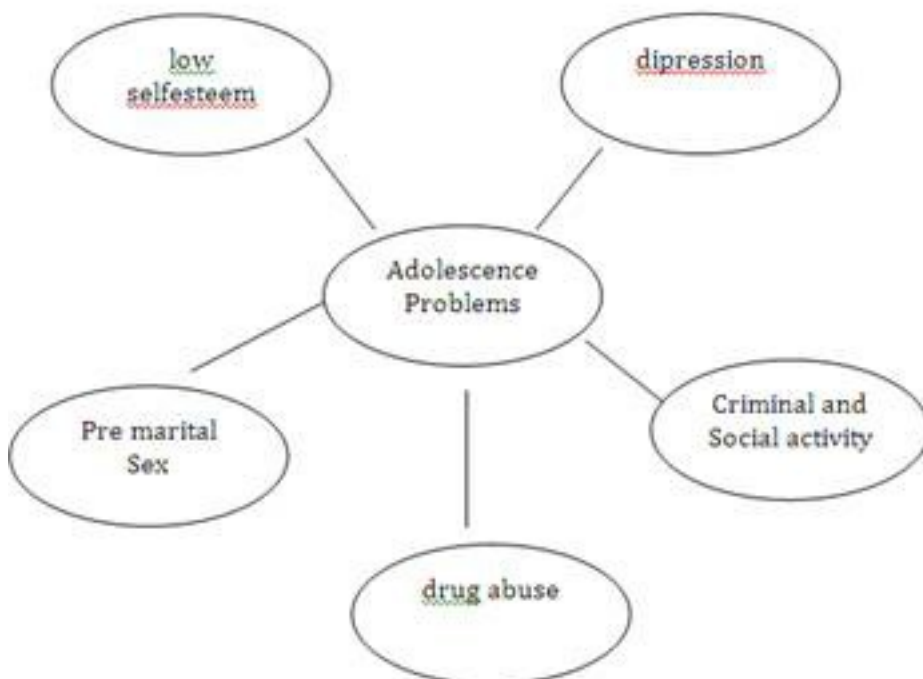 low
selfesteem
dipression
Adolescence
Problems
Pre marital
Sex
Criminal and
Social activity
drug abuse